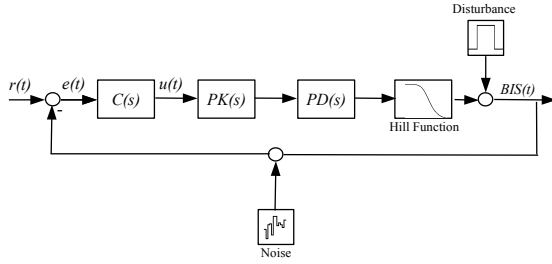 Disturbance
r(t)
e(t)
C(s)
u(t)
PK(s)
PD(s)
Hill Function
BIS(t)
-
Noise